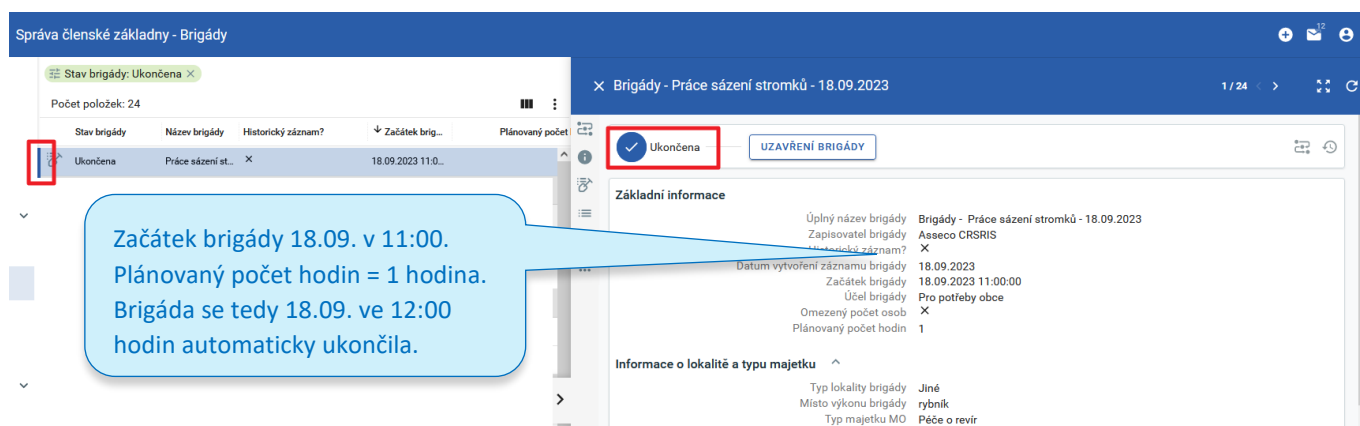 Správa členské základny - Brigády
12
Stav brigády: Ukončena ×
Počet položek: 24
Stav brigády Název brigády Historický záznam? Začátek brig... Plánovaný počet
Ukončena Práce sázení st... × 18.09.2023 11:0...
Začátek brigády 18.09. v 11:00.
Plánovaný počet hodin = 1 hodina.
Brigáda se tedy 18.09. ve 12:00
hodin automaticky ukončila.
× Brigády - Práce sázení stromků - 18.09.2023
1 / 24
Ukončena
UZAVŘENÍ BRIGÁDY
Základní informace
Úplný název brigády Brigády - Práce sázení stromků - 18.09.2023
Zapisovatel brigády Asseco CRSRIS
Historický záznam? ×
Datum vytvoření záznamu brigády 18.09.2023
Začátek brigády 18.09.2023 11:00:00
Účel brigády Pro potřeby obce
Omezený počet osob ×
Plánovaný počet hodin 1
Informace o lokalitě a typu majetku
Typ lokality brigády Jiné
Místo výkonu brigády rybník
Typ majetku MO Péče o revír